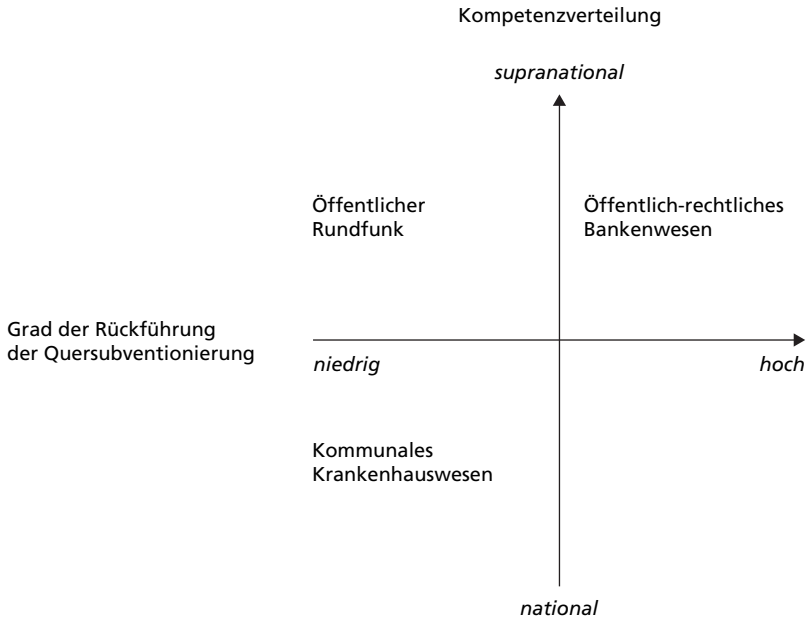 Kompetenzverteilung
supranational
Öffentlicher
Rundfunk
Öffentlich-rechtliches
Bankenwesen
Grad der Rückführung
der Quersubventionierung
niedrig
hoch
Kommunales
Krankenhauswesen
national